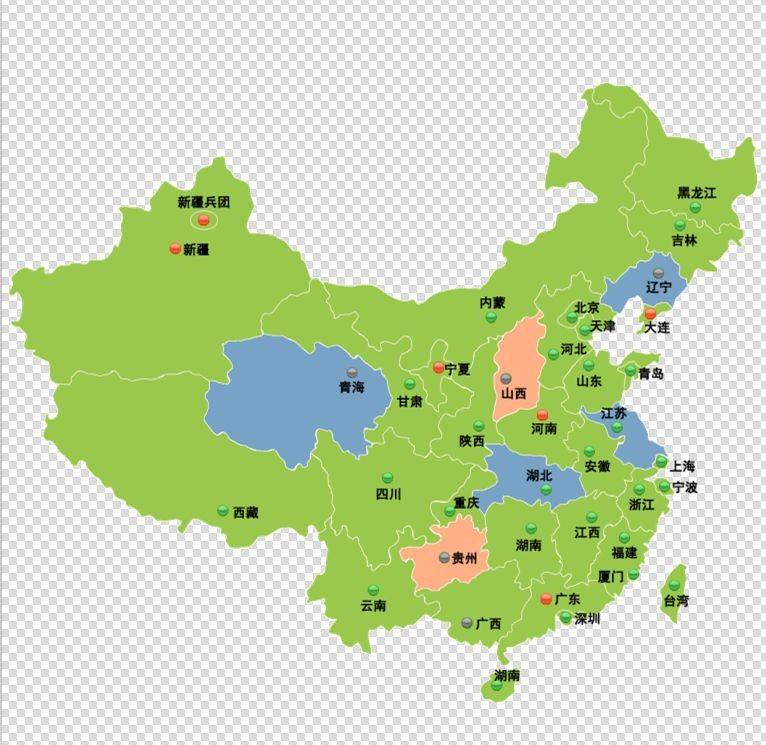 黑龙江
新疆兵团
吉林
新疆
辽宁
内蒙
北京
天津
大连
河北
宁夏
青岛
山东
青海
山西
甘肃
江苏
河南
陕西
上海
安徽
湖北
宁波
四川
重庆
浙江
西藏
江西
湖南
福建
贵州
厦门
广东
台湾
云南
深圳
广西
湖南